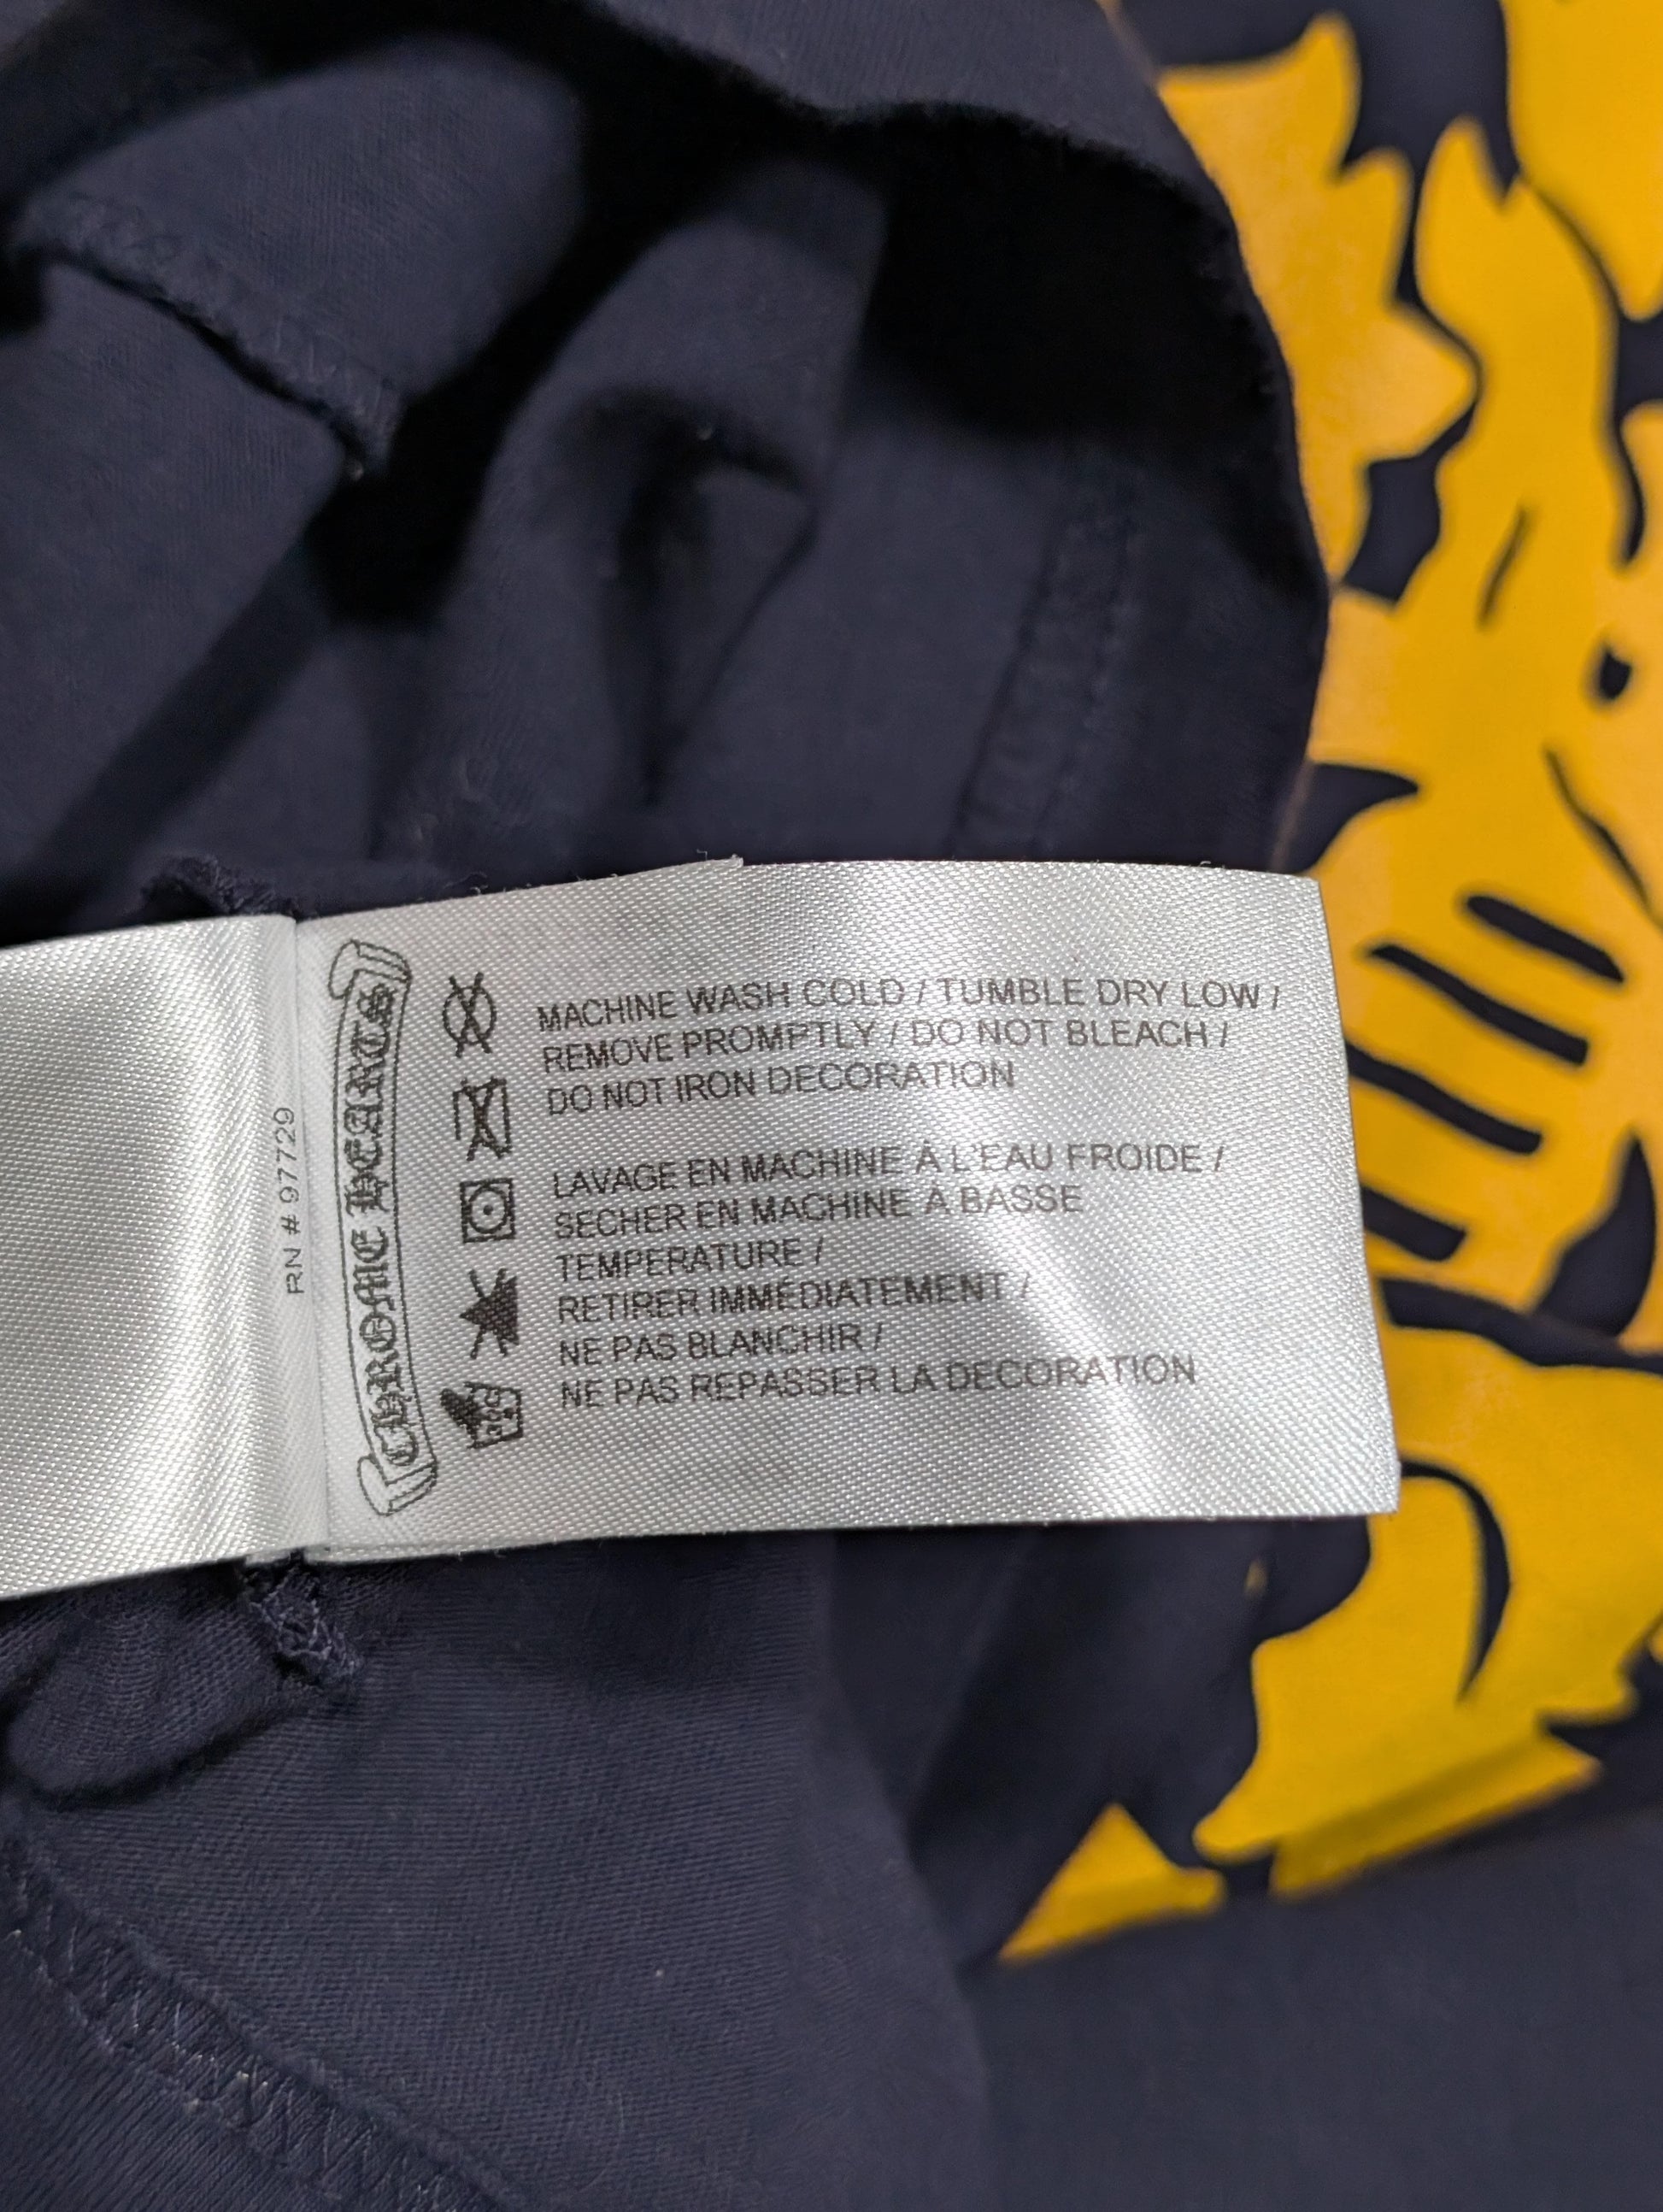 RN # 97729
CHROME HEARTS
MACHINE WASH COLD / TUMBLE DRY LOW /
REMOVE PROMPTLY / DO NOT BLEACH /
DO NOT IRON DECORATION
LAVAGE EN MACHINE À L'EAU FROIDE /
SECHER EN MACHINE À BASSE
TEMPERATURE /
RETIRER IMMÉDIATEMENT /
NE PAS BLANCHIR /
NE PAS REPASSER LA DECORATION